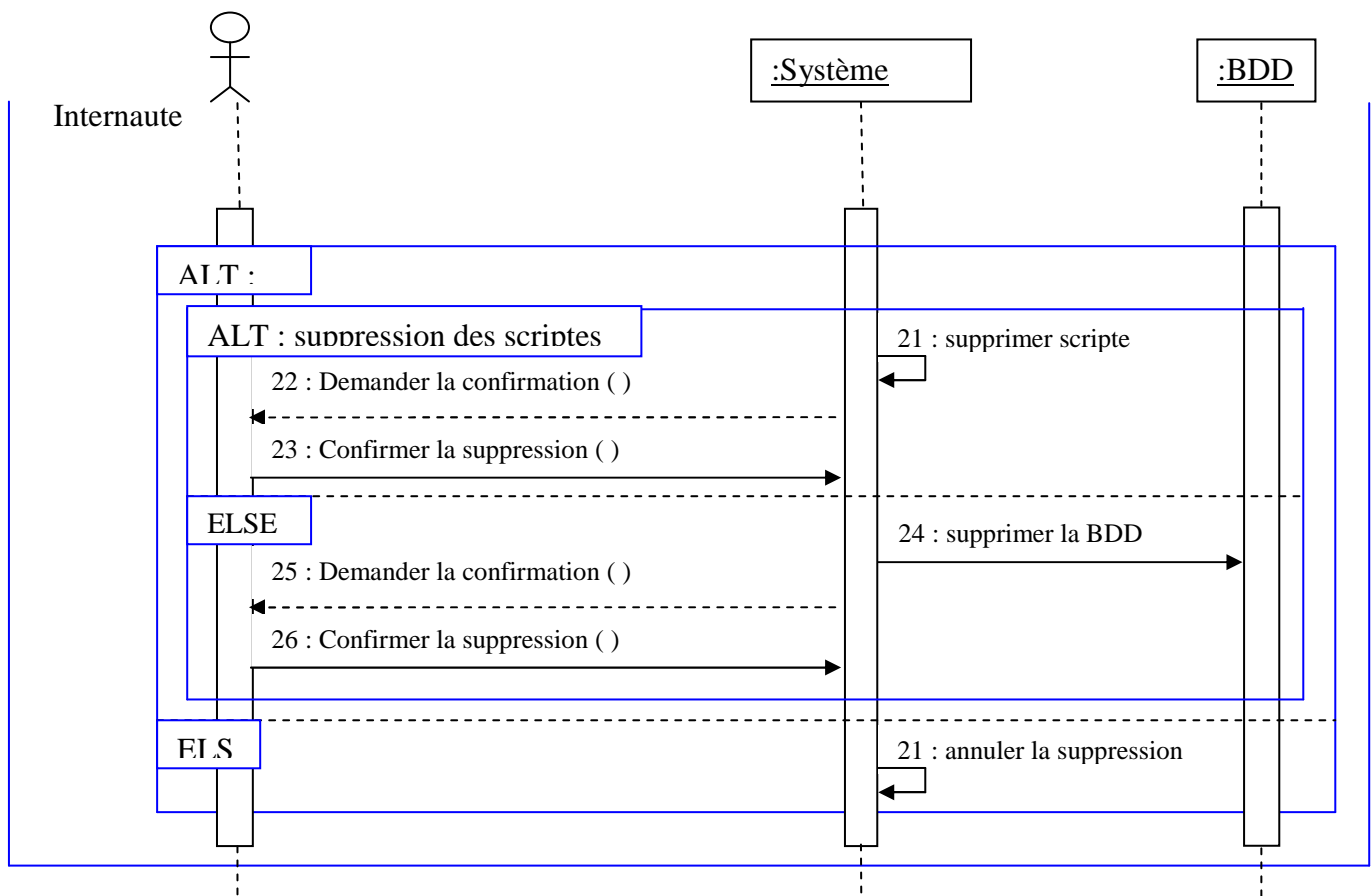 :Système
:BDD
Internaute
ALT :
ALT : suppression des scriptes
21 : supprimer scripte
22 : Demander la confirmation ( )
23 : Confirmer la suppression ( )
ELSE
24 : supprimer la BDD
25 : Demander la confirmation ( )
26 : Confirmer la suppression ( )
ELS
21 : annuler la suppression